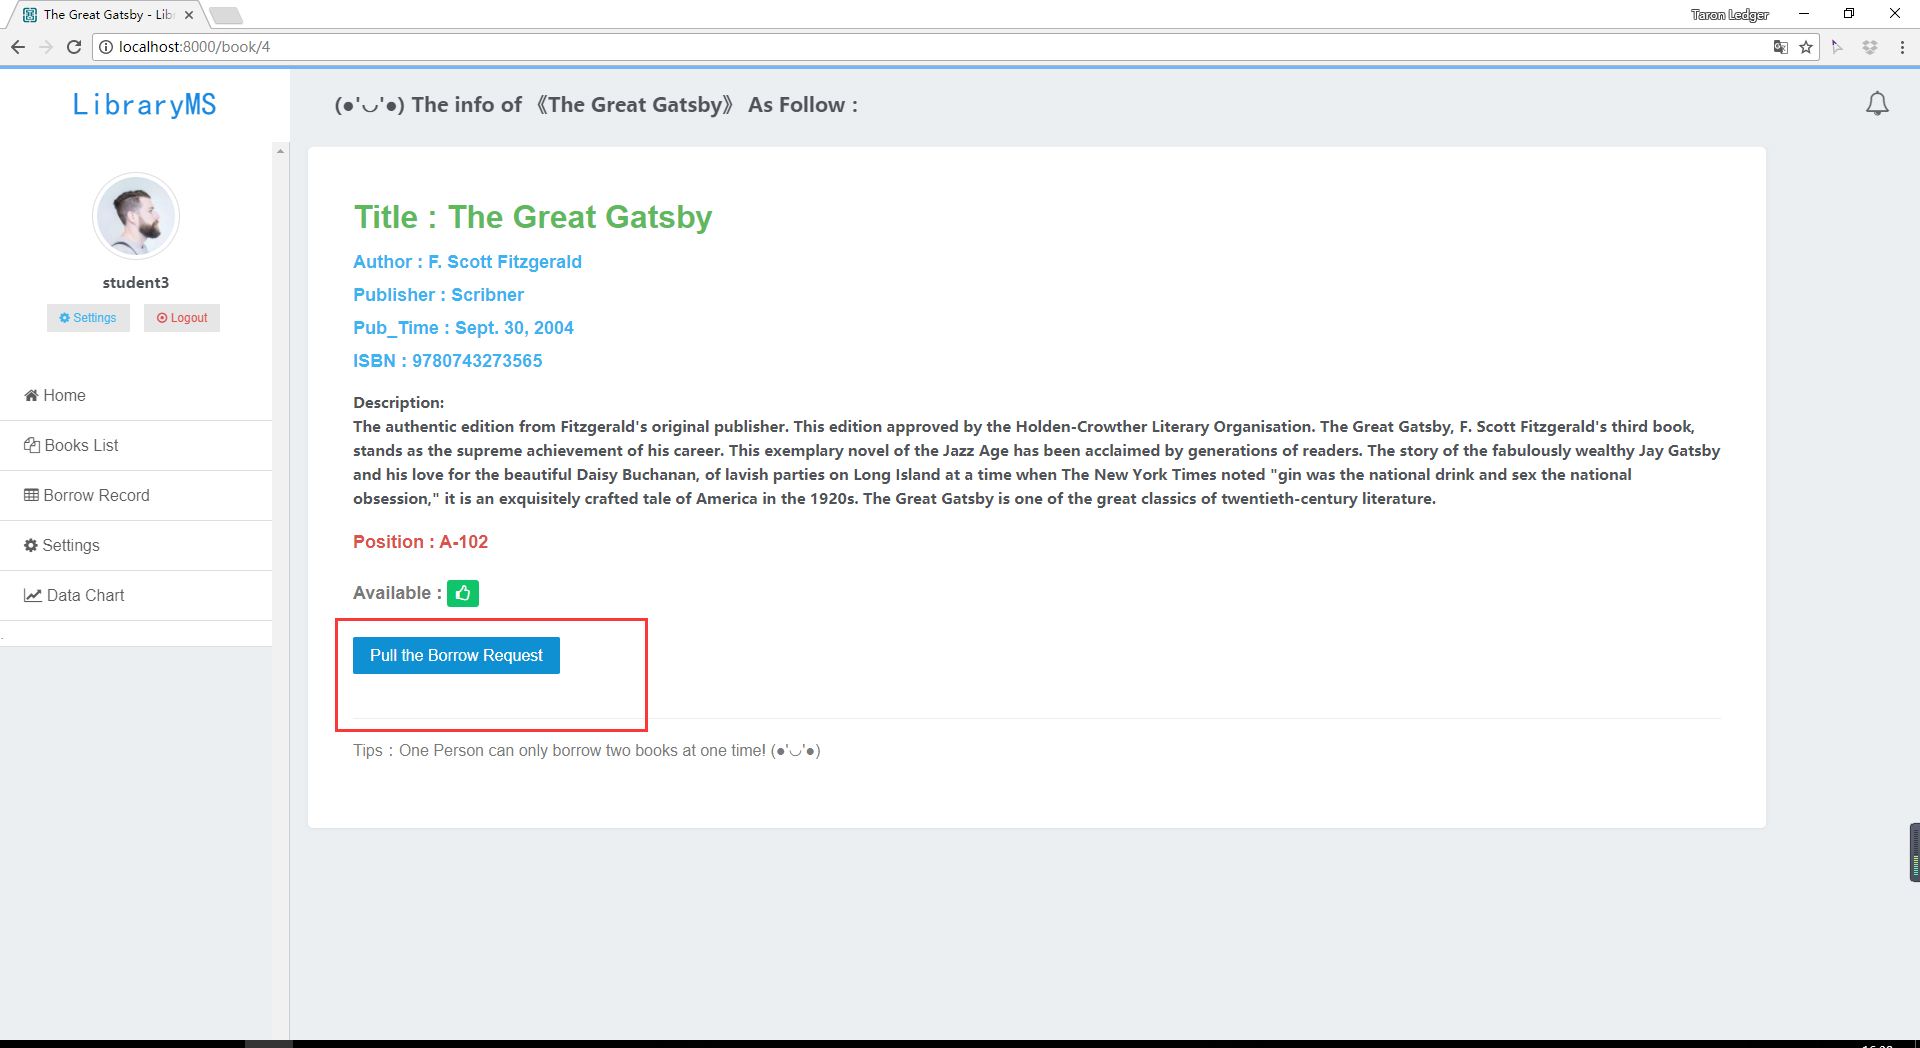 The Great Gatsby - Lib
Taron Ledger
localhost:8000/book/4
LibraryMS
(●'◡'●) The info of 《The Great Gatsby》 As Follow :
student3
Settings
Logout
Home
Books List
Borrow Record
Settings
Data Chart
.
Title : The Great Gatsby
Author : F. Scott Fitzgerald
Publisher : Scribner
Pub_Time : Sept. 30, 2004
ISBN : 9780743273565
Description:
The authentic edition from Fitzgerald's original publisher. This edition approved by the Holden-Crowther Literary Organisation. The Great Gatsby, F. Scott Fitzgerald's third book,
stands as the supreme achievement of his career. This exemplary novel of the Jazz Age has been acclaimed by generations of readers. The story of the fabulously wealthy Jay Gatsby
and his love for the beautiful Daisy Buchanan, of lavish parties on Long Island at a time when The New York Times noted "gin was the national drink and sex the national
obsession," it is an exquisitely crafted tale of America in the 1920s. The Great Gatsby is one of the great classics of twentieth-century literature.
Position : A-102
Available :
Pull the Borrow Request
Tips : One Person can only borrow two books at one time! (●'◡'●)